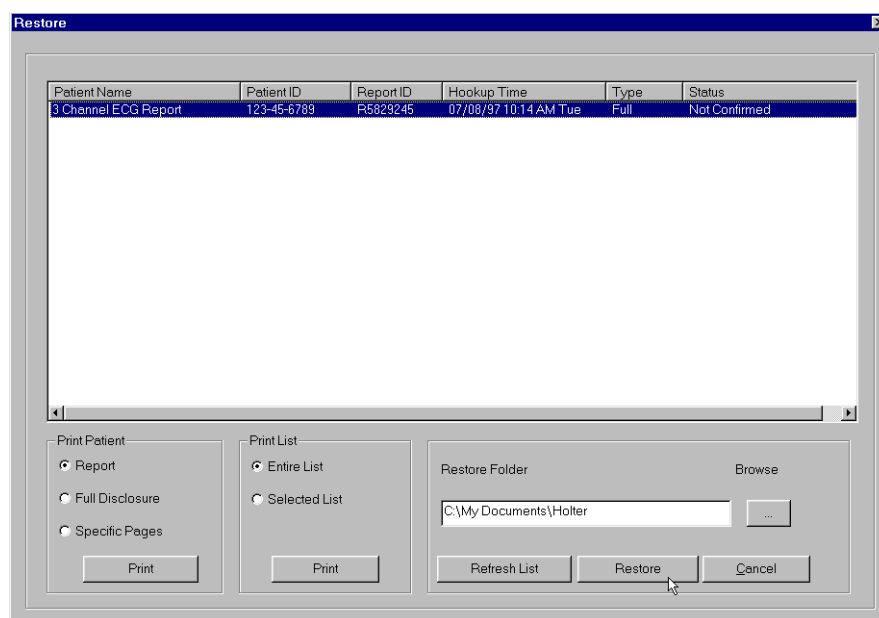 Restore
Patient Name Patient ID Report ID Hookup Time Type Status
3 Channel ECG Report 123-45-6789 R5829245 07/08/97 10:14 AM Tue Full Not Confirmed
Print Patient
Report
Full Disclosure
Specific Pages
Print
Print List
Entire List
Selected List
Print
Restore Folder Browse
C:\My Documents\Holter ...
Refresh List Restore Cancel